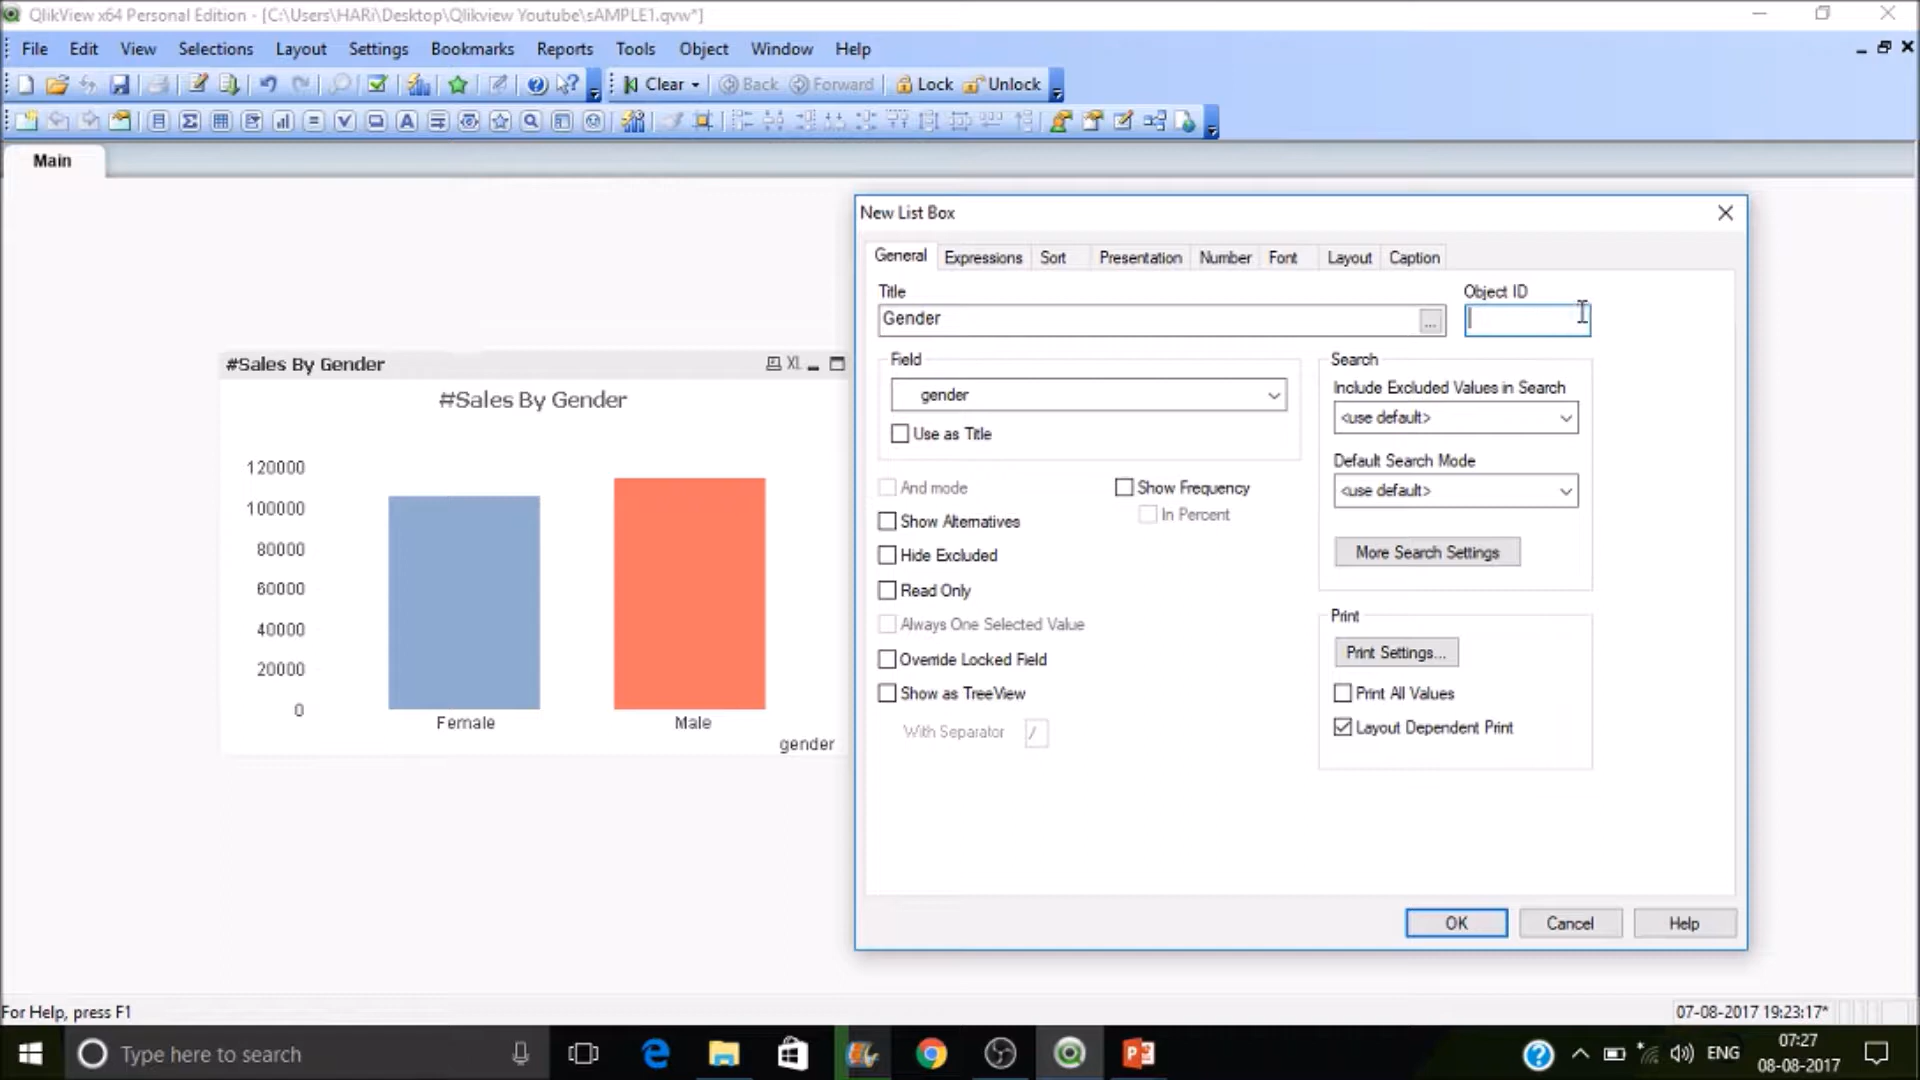 QlikView x64 Personal Edition - [C:\Users\HARi\Desktop\Qlikview Youtube\sAMPLE1.qvw*]
File Edit View Selections Layout Settings Bookmarks Reports Tools Object Window Help
Clear Back Forward Lock Unlock
Main
New List Box
General Expressions Sort Presentation Number Font Layout Caption
Title
Object ID
Gender
...
Field
gender
Use as Title
Search
Include Excluded Values in Search
<use default>
Default Search Mode
<use default>
More Search Settings
And mode
Show Frequency
In Percent
Show Alternatives
Hide Excluded
Read Only
Always One Selected Value
Override Locked Field
Show as TreeView
With Separator /
Print
Print Settings...
Print All Values
Layout Dependent Print
OK Cancel Help
#Sales By Gender XL
#Sales By Gender
120000
100000
80000
60000
40000
20000
0
Female Male
gender
For Help, press F1
07-08-2017 19:23:17*
Type here to search
ENG
07:27
08-08-2017